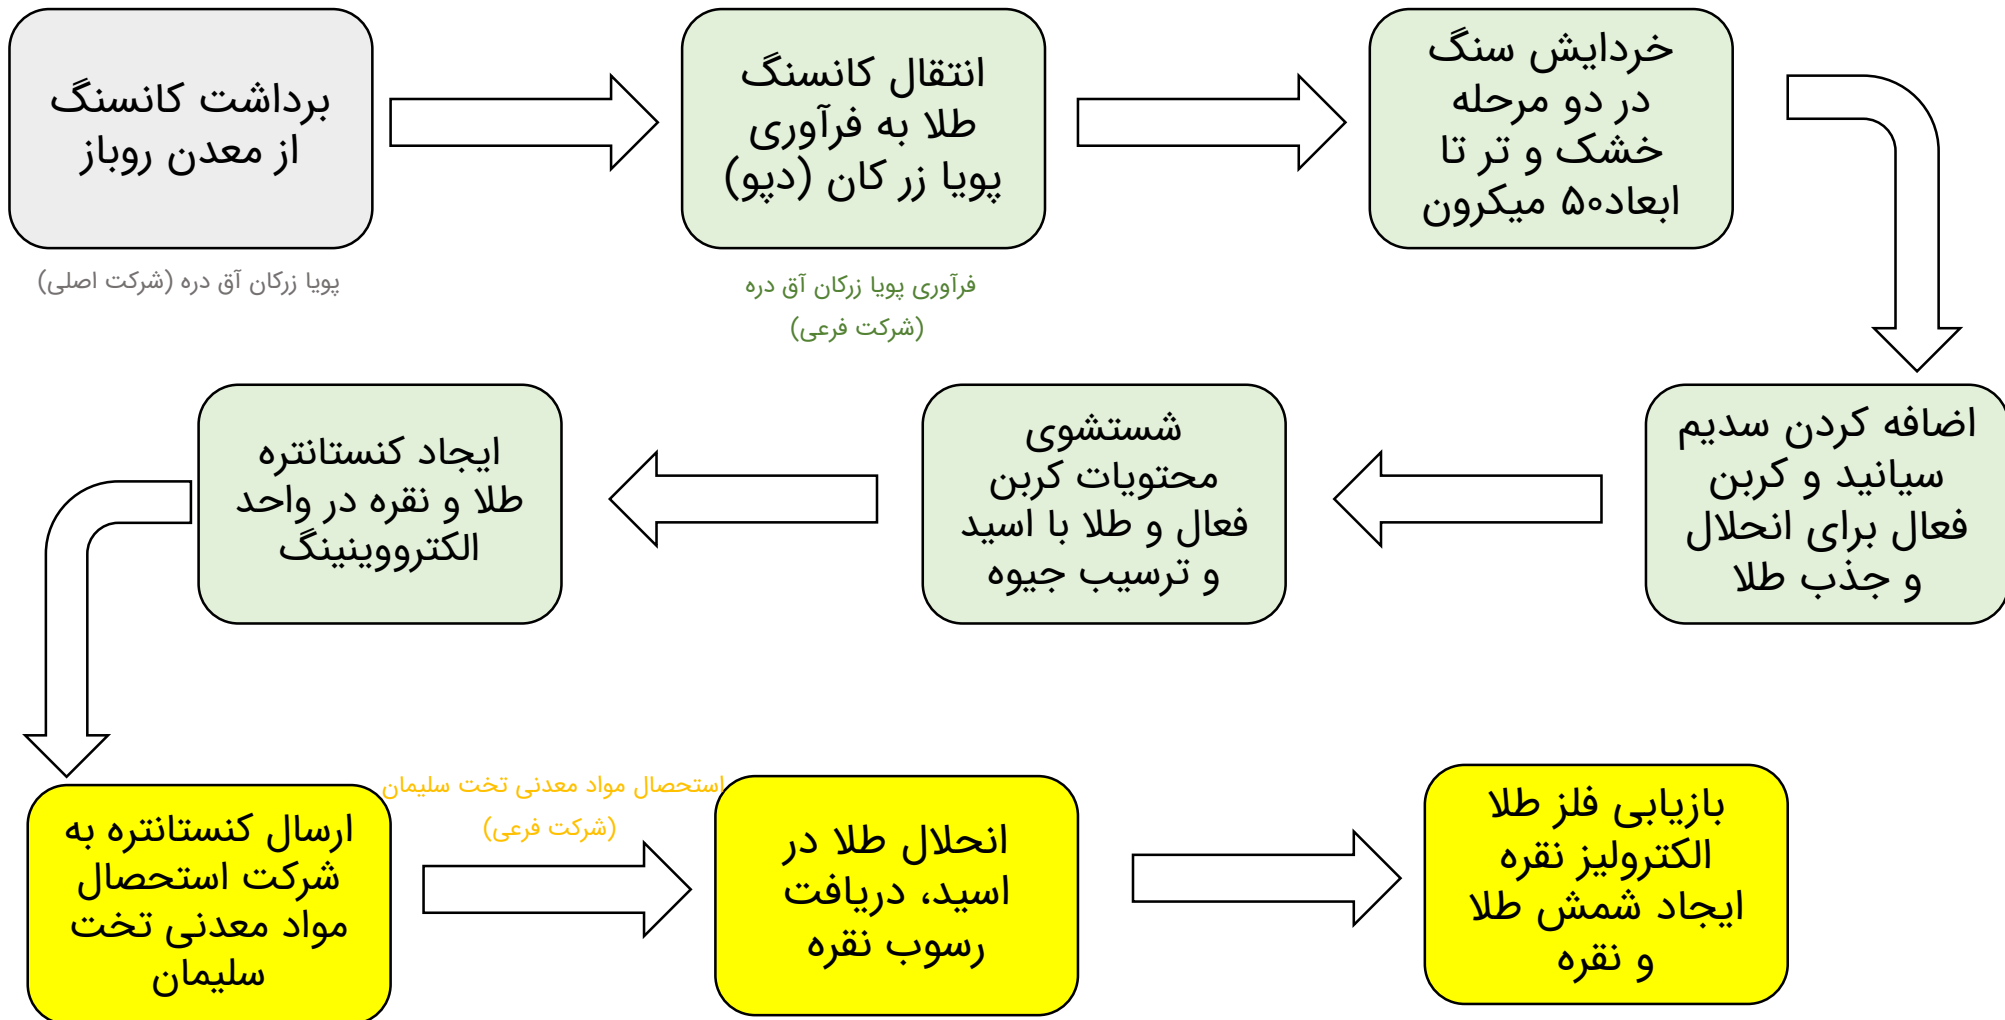 برداشت کانسنگ
از معدن روباز
پویا زرکان آق دره (شرکت اصلی)
انتقال کانسنگ
طلا به فرآوری
پویا زر کان (دپو)
فرآوری پویا زرکان آق دره
(شرکت فرعی)
خردایش سنگ
در دو مرحله
خشک و تر تا
ابعاد۵۰ میکرون
اضافه کردن سدیم
سیانید و کربن
فعال برای انحلال
و جذب طلا
شستشوی
محتویات کربن
فعال و طلا با اسید
و ترسیب جیوه
ایجاد کنستانتره
طلا و نقره در واحد
الکترووینینگ
ارسال کنستانتره به
شرکت استحصال
مواد معدنی تخت
سلیمان
استحصال مواد معدنی تخت سلیمان
(شرکت فرعی)
انحلال طلا در
اسید، دریافت
رسوب نقره
بازیابی فلز طلا
الکترولیز نقره
ایجاد شمش طلا
و نقره